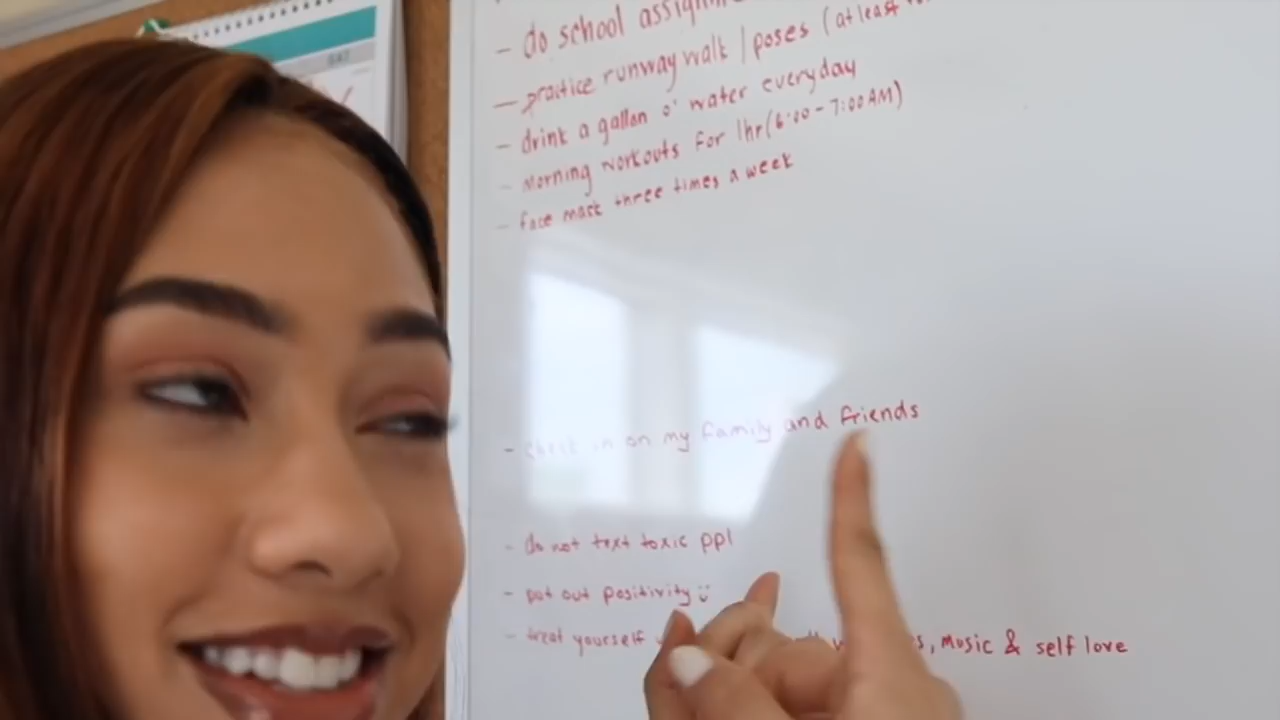 - do school assignm
- practice runway walk / poses (at least
- drink a gallon o' water everyday
- morning workouts for 1hr (6:00 - 7:00 AM)
- face mask three times a week
- check in on my family and friends
- do not text toxic ppl
- put out positivity ü
- treat yourself , music & self love
SAT